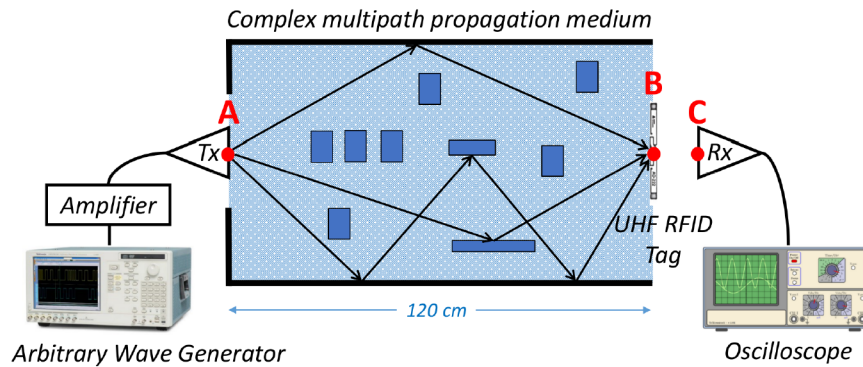 Complex multipath propagation medium
A
B
C
Tx
Rx
Amplifier
UHF RFID
Tag
120 cm
Arbitrary Wave Generator
Oscilloscope